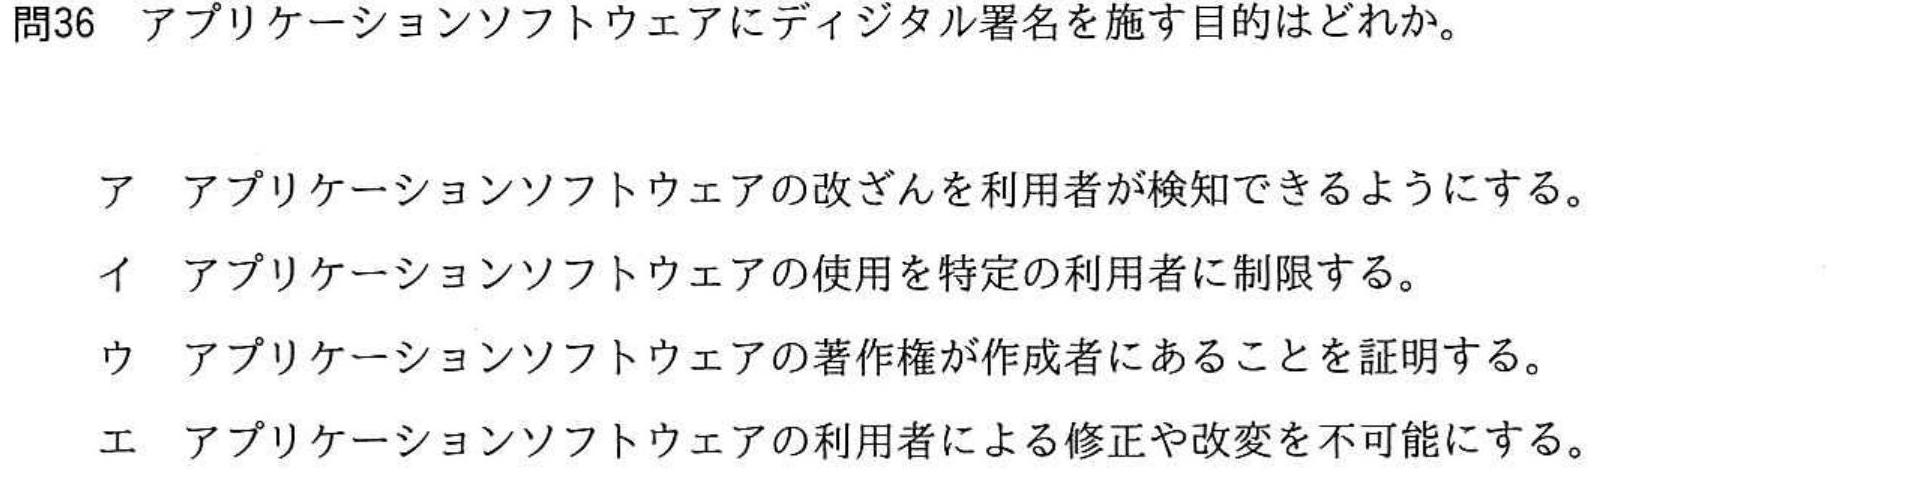 問36　アプリケーションソフトウェアにディジタル署名を施す目的はどれか。
ア　アプリケーションソフトウェアの改ざんを利用者が検知できるようにする。
イ　アプリケーションソフトウェアの使用を特定の利用者に制限する。
ウ　アプリケーションソフトウェアの著作権が作成者にあることを証明する。
エ　アプリケーションソフトウェアの利用者による修正や改変を不可能にする。